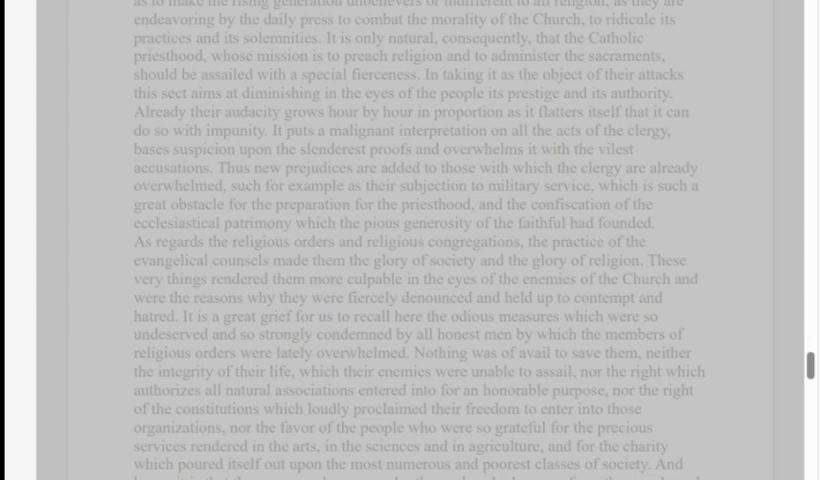 as to make the rising generation unbelievers or indifferent to all religion, as they are
endeavoring by the daily press to combat the morality of the Church, to ridicule its
practices and its solemnities. It is only natural, consequently, that the Catholic
priesthood, whose mission is to preach religion and to administer the sacraments,
should be assailed with a special fierceness. In taking it as the object of their attacks
this sect aims at diminishing in the eyes of the people its prestige and its authority.
Already their audacity grows hour by hour in proportion as it flatters itself that it can
do so with impunity. It puts a malignant interpretation on all the acts of the clergy,
bases suspicion upon the slenderest proofs and overwhelms it with the vilest
accusations. Thus new prejudices are added to those with which the clergy are already
overwhelmed, such for example as their subjection to military service, which is such a
great obstacle for the preparation for the priesthood, and the confiscation of the
ecclesiastical patrimony which the pious generosity of the faithful had founded.
As regards the religious orders and religious congregations, the practice of the
evangelical counsels made them the glory of society and the glory of religion. These
very things rendered them more culpable in the eyes of the enemies of the Church and
were the reasons why they were fiercely denounced and held up to contempt and
hatred. It is a great grief for us to recall here the odious measures which were so
undeserved and so strongly condemned by all honest men by which the members of
religious orders were lately overwhelmed. Nothing was of avail to save them, neither
the integrity of their life, which their enemies were unable to assail, nor the right which
authorizes all natural associations entered into for an honorable purpose, nor the right
of the constitutions which loudly proclaimed their freedom to enter into those
organizations, nor the favor of the people who were so grateful for the precious
services rendered in the arts, in the sciences and in agriculture, and for the charity
which poured itself out upon the most numerous and poorest classes of society. And